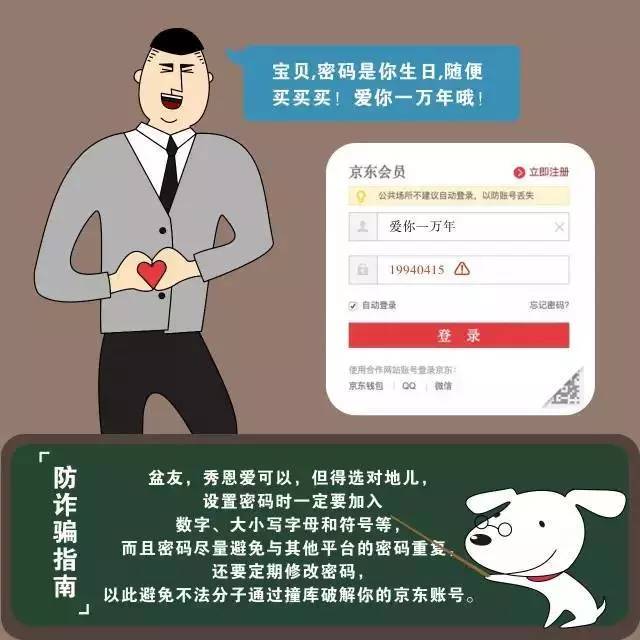 宝贝,密码是你生日,随便
买买买！爱你一万年哦！
京东会员
立即注册
公共场所不建议自动登录，以防账号丢失
爱你一万年
19940415
自动登录
忘记密码?
登 录
使用合作网站账号登录京东：
京东钱包 | QQ | 微信
「防诈骗指南」
盆友，秀恩爱可以，但得选对地儿，
设置密码时一定要加入
数字、大小写字母和符号等，
而且密码尽量避免与其他平台的密码重复，
还要定期修改密码，
以此避免不法分子通过撞库破解你的京东账号。